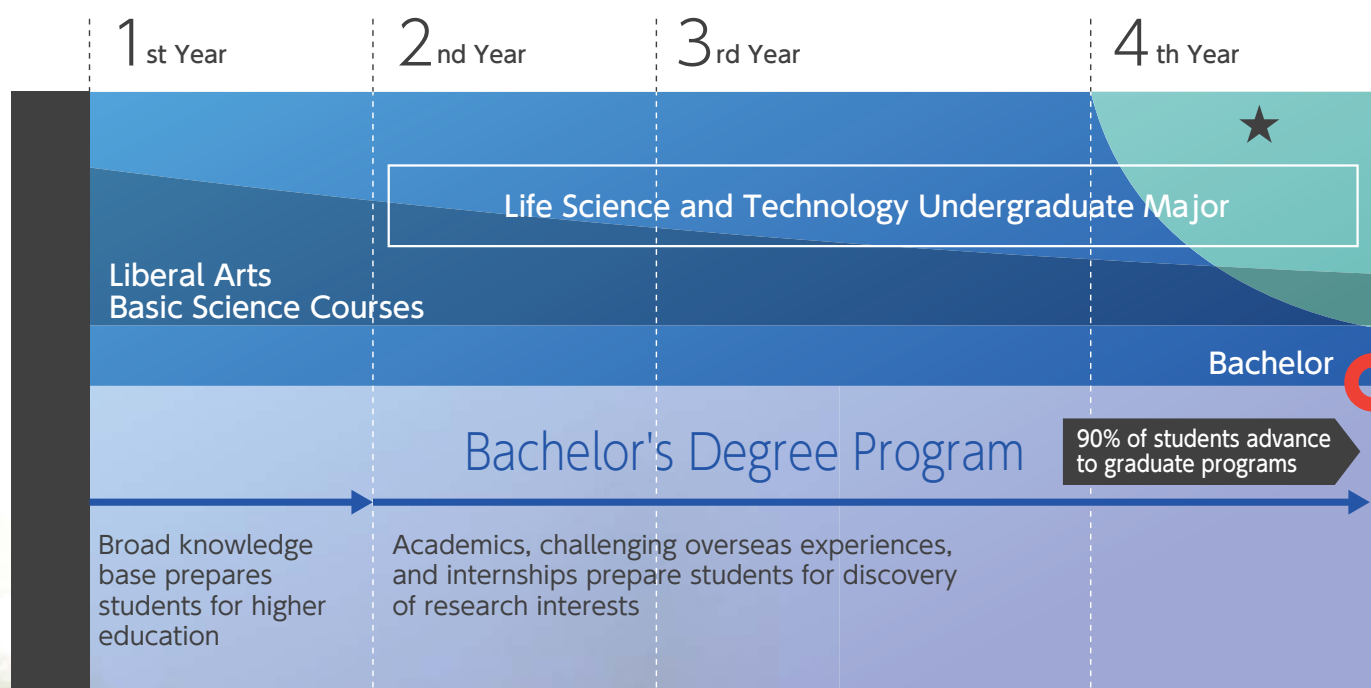 1st Year
2nd Year
3rd Year
4th Year
★
Life Science and Technology Undergraduate Major
Liberal Arts
Basic Science Courses
Bachelor
Bachelor's Degree Program
90% of students advance
to graduate programs
Broad knowledge
base prepares
students for higher
education
Academics, challenging overseas experiences,
and internships prepare students for discovery
of research interests